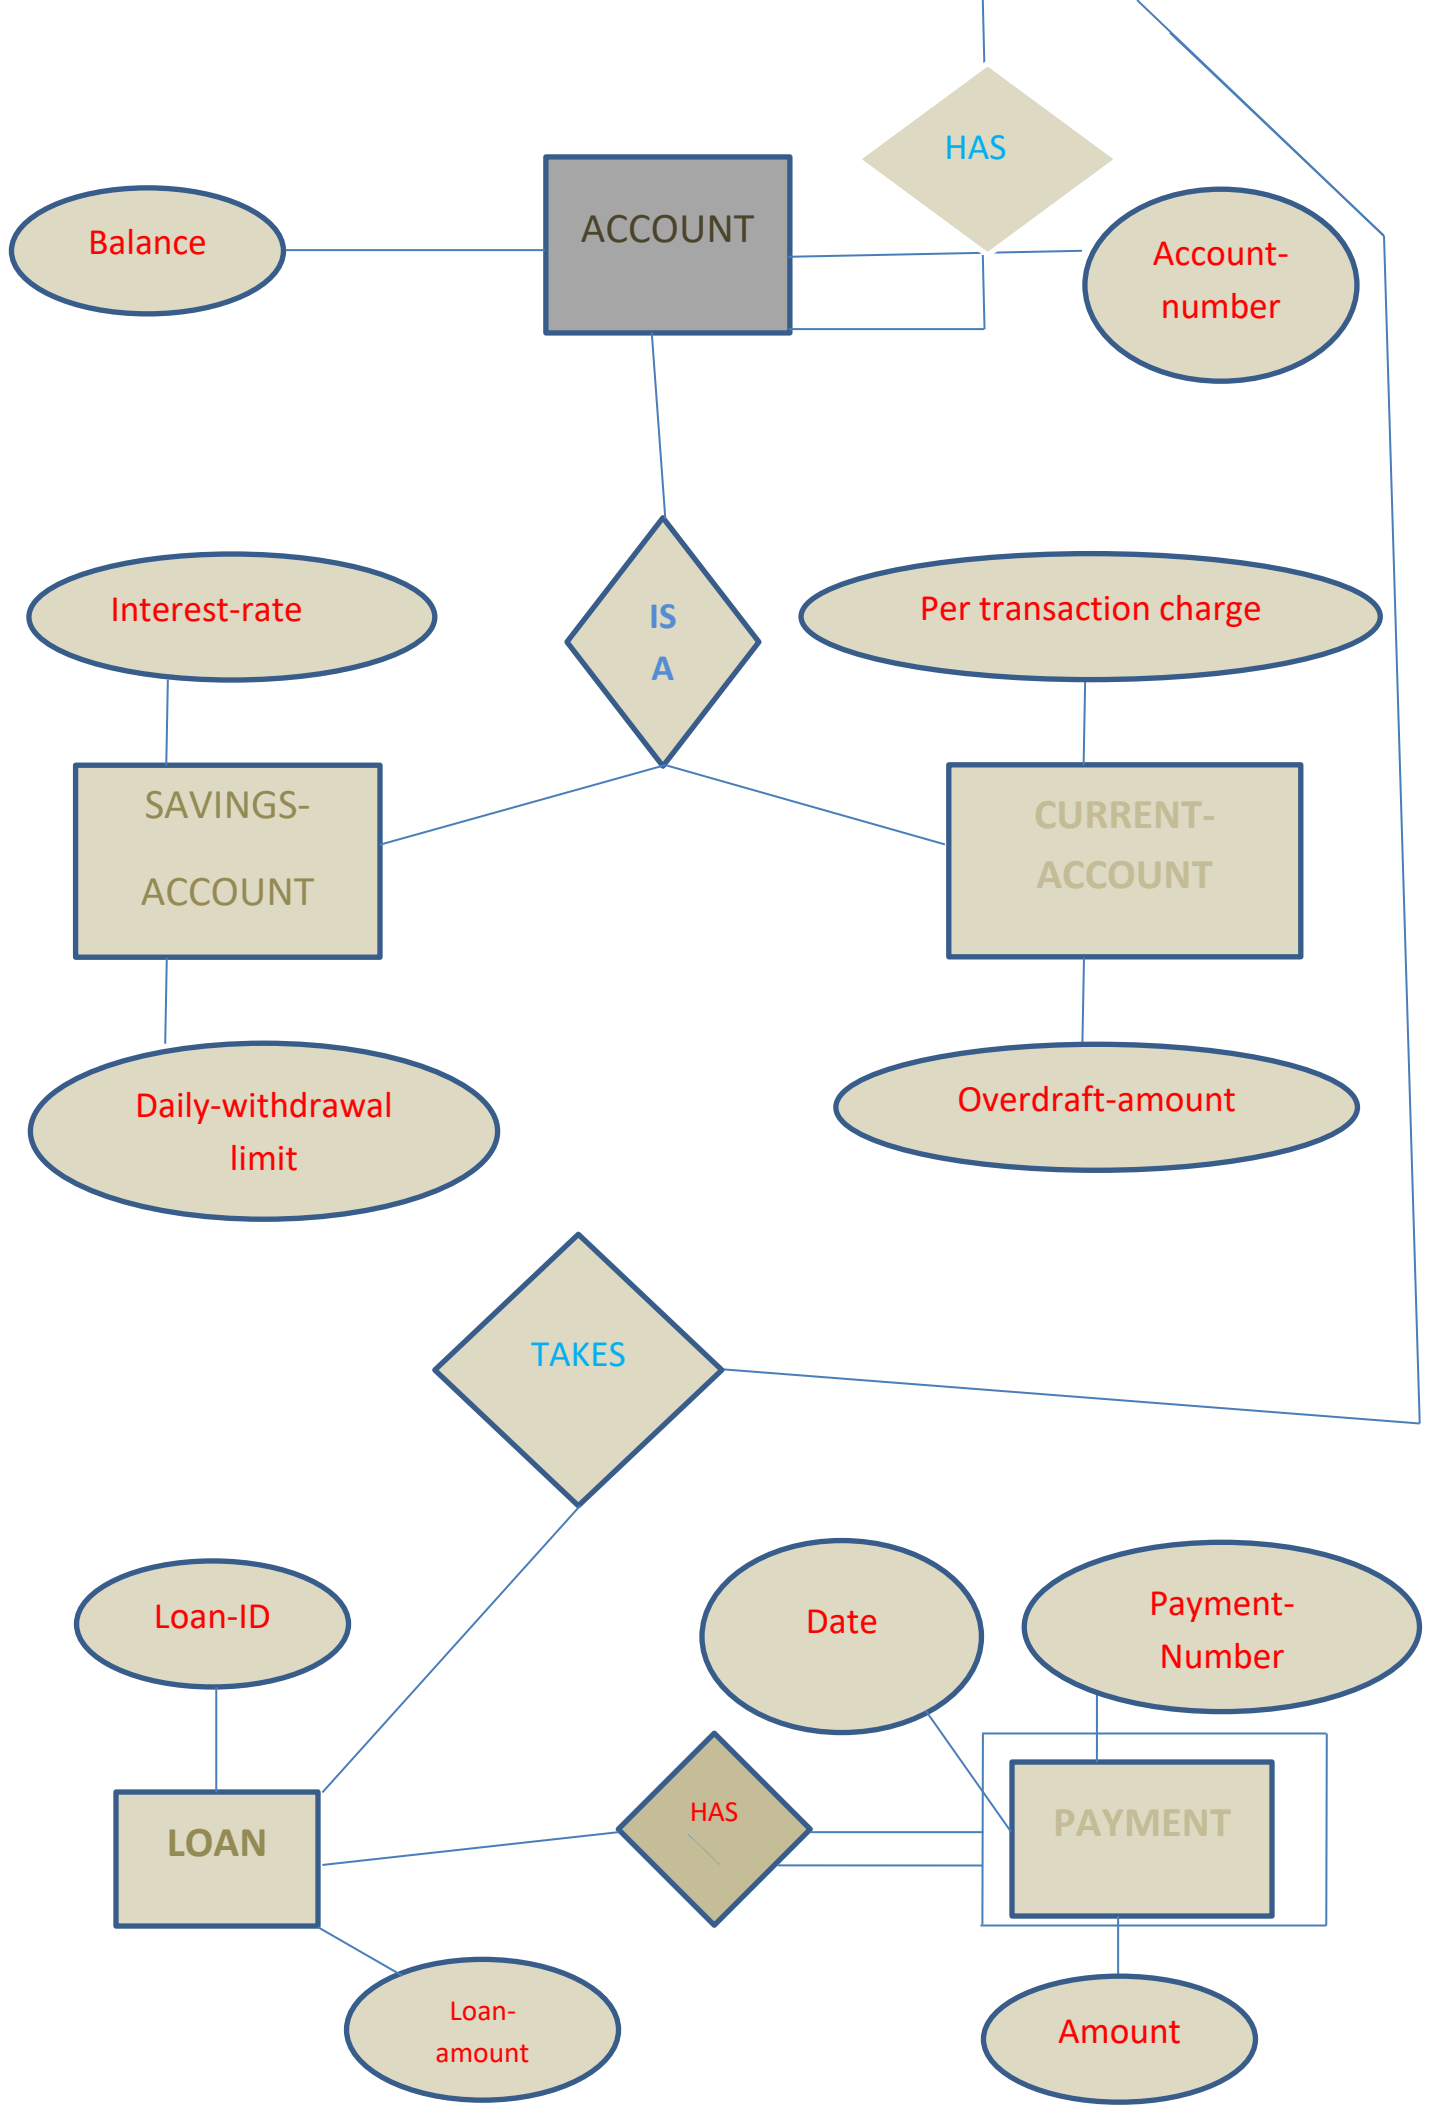 HAS
ACCOUNT
Balance
Account-
number
Interest-rate
IS
A
Per transaction charge
SAVINGS-
ACCOUNT
CURRENT-
ACCOUNT
Daily-withdrawal
limit
Overdraft-amount
TAKES
Loan-ID
Date
Payment-
Number
LOAN
HAS
PAYMENT
Loan-
amount
Amount